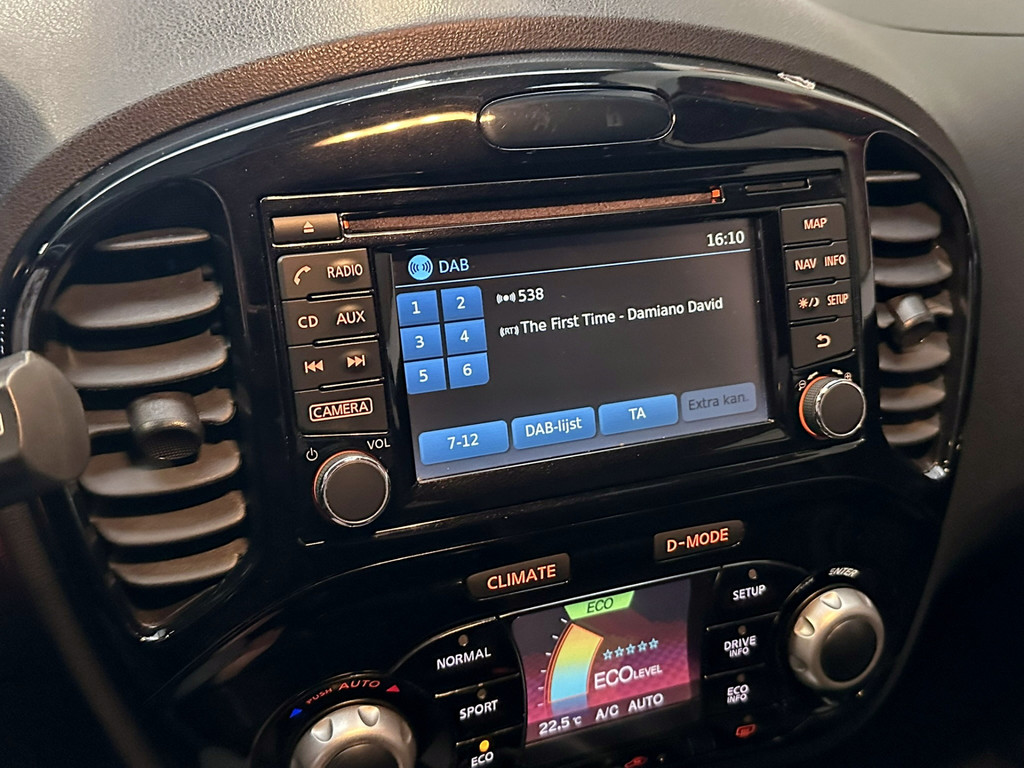 16:10
DAB
1 2
3 4
5 6
538
(RT) The First Time - Damiano David
7-12 DAB-lijst TA Extra kan.
RADIO
CD AUX
CAMERA
VOL
MAP
NAV INFO
SETUP
CLIMATE
D-MODE
NORMAL
SPORT
ECO
PUSH AUTO
ECO
ECO LEVEL
22,5°C A/C AUTO
SETUP
DRIVE
INFO
ECO
INFO
ENTER